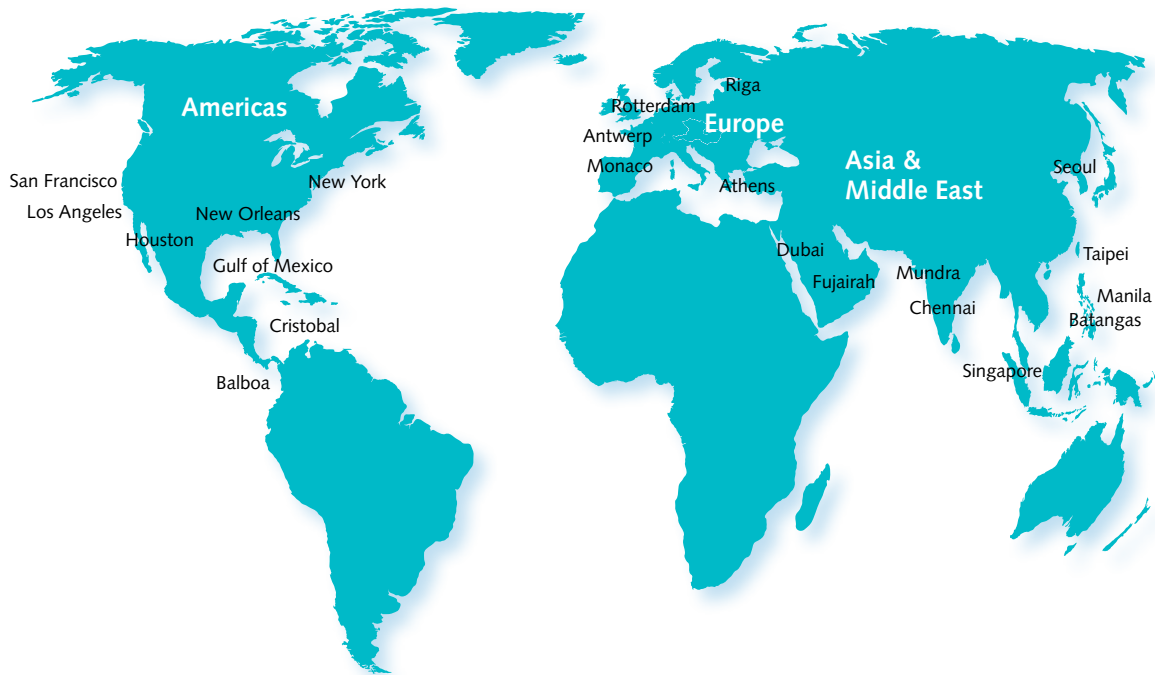 Americas
San Francisco
Los Angeles
Houston
New Orleans
New York
Gulf of Mexico
Cristobal
Balboa
Europe
Riga
Rotterdam
Antwerp
Monaco
Athens
Asia &
Middle East
Seoul
Dubai
Fujairah
Mundra
Chennai
Taipei
Manila
Batangas
Singapore